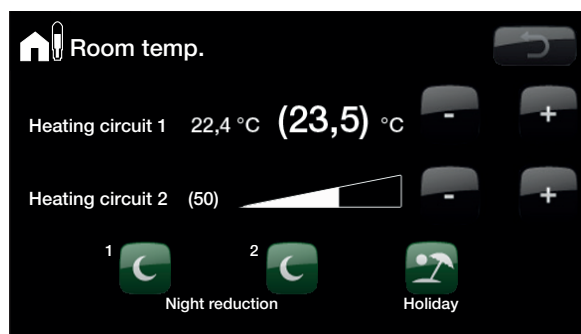 Room temp.
Heating circuit 1 22,4 °C (23,5) °C - +
Heating circuit 2 (50) - +
1 2
Night reduction Holiday